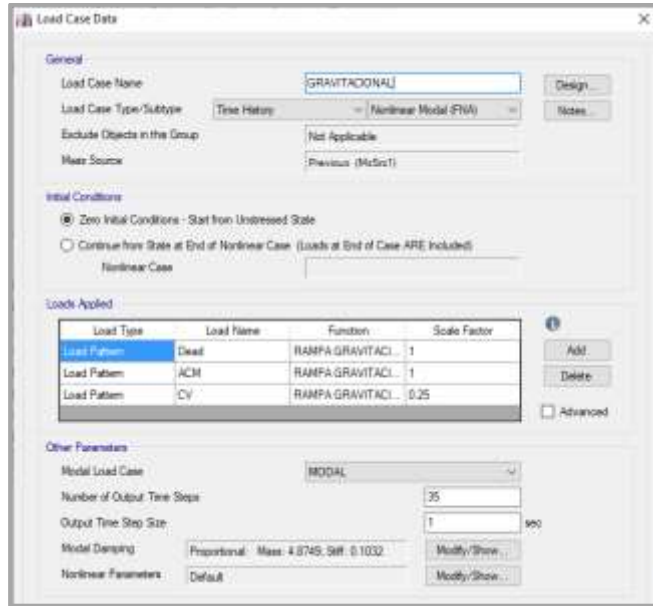 Load Case Data
General
Load Case Name GRAVITACIONAL Design...
Load Case Type/Subtype Time History Nonlinear Modal (FNA) Notes...
Exclude Objects in this Group Not Applicable
Mass Source Previous (MsSrc1)
Initial Conditions
Zero Initial Conditions - Start from Unstressed State
Continue from State at End of Nonlinear Case (Loads at End of Case ARE Included)
Nonlinear Case
Loads Applied
Load Type Load Name Function Scale Factor
Load Pattern Dead RAMPA GRAVITACI... 1 Add
Load Pattern ACM RAMPA GRAVITACI... 1 Delete
Load Pattern CV RAMPA GRAVITACI... 0.25
Advanced
Other Parameters
Modal Load Case MODAL
Number of Output Time Steps 35
Output Time Step Size 1 sec
Modal Damping Proportional: Mass: 4.8749; Stiff: 0.1032 Modify/Show...
Nonlinear Parameters Default Modify/Show...